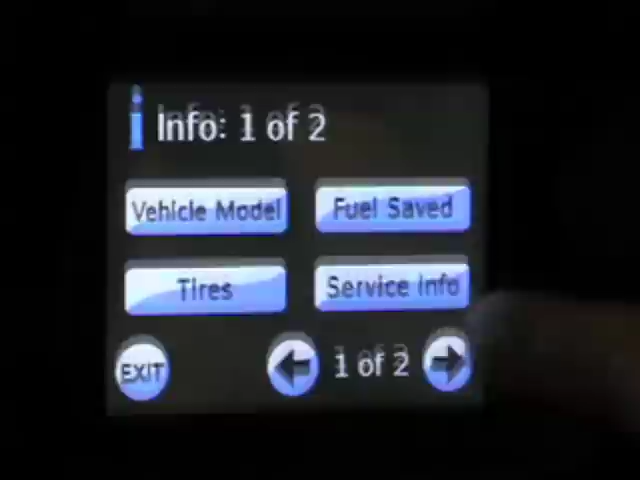 i Info: 1 of 2
Vehicle Model Fuel Saved
Tires Service Info
EXIT 1 of 2